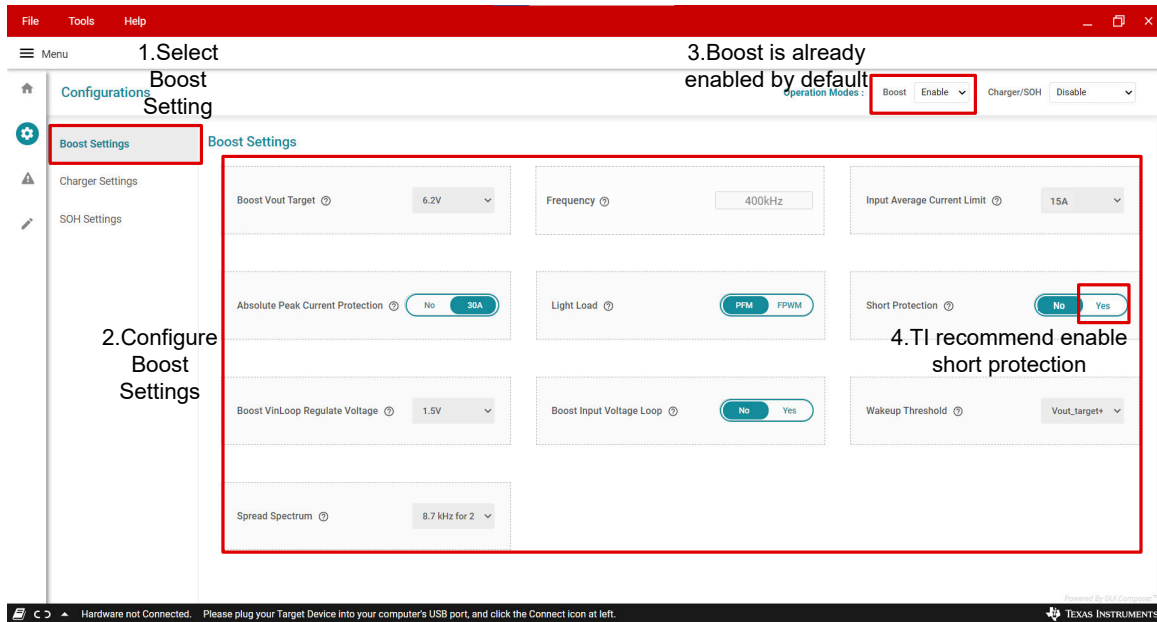 File Tools Help
Menu
1.Select
Boost
Setting
3.Boost is already
enabled by default
Configurations
Operation Modes :
Boost Enable
Charger/SOH Disable
Boost Settings
Charger Settings
SOH Settings
Boost Settings
Boost Vout Target 6.2V
Frequency 400kHz
Input Average Current Limit 15A
Absolute Peak Current Protection No 30A
Light Load PFM FPWM
Short Protection No Yes
2.Configure
Boost
Settings
4.TI recommend enable
short protection
Boost VinLoop Regulate Voltage 1.5V
Boost Input Voltage Loop No Yes
Wakeup Threshold Vout_target+
Spread Spectrum 8.7 kHz for 2
Powered By GUI Composer™
Hardware not Connected. Please plug your Target Device into your computer's USB port, and click the Connect icon at left.
TEXAS INSTRUMENTS